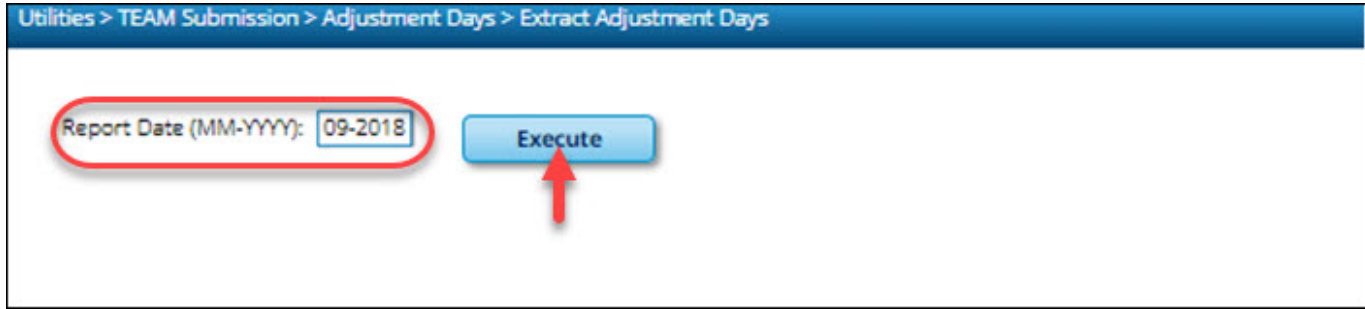 Utilities > TEAM Submission > Adjustment Days > Extract Adjustment Days
Report Date (MM-YYYY): 09-2018 Execute